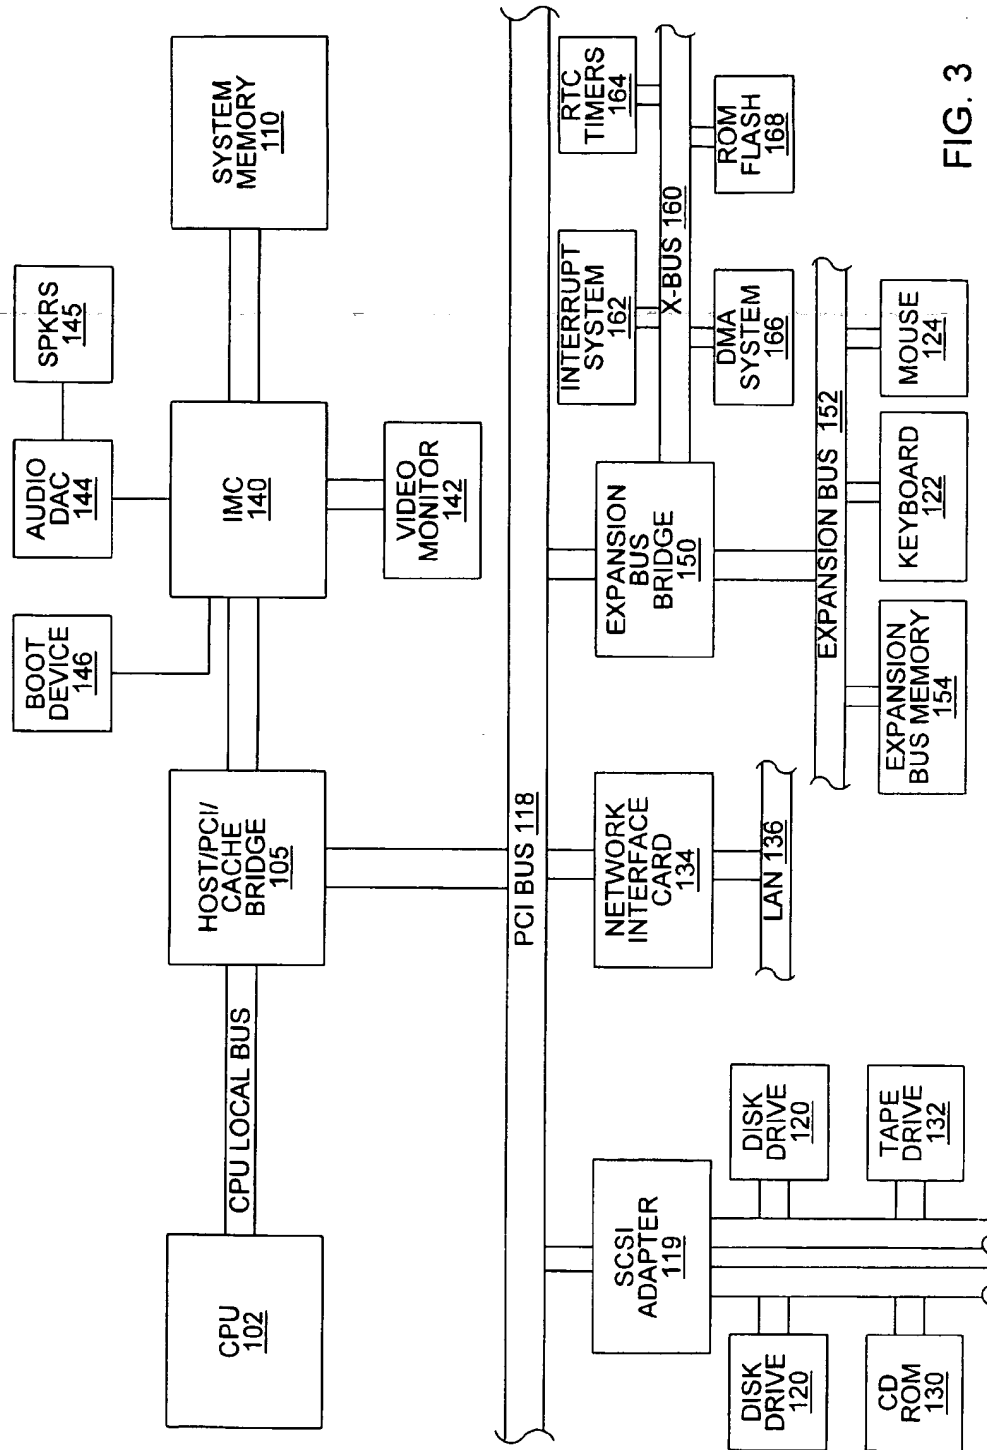 CPU
102
CPU LOCAL BUS
HOST/PCI/
CACHE
BRIDGE
105
BOOT
DEVICE
146
AUDIO
DAC
144
SPKRS
145
IMC
140
SYSTEM
MEMORY
110
VIDEO
MONITOR
142
PCI BUS 118
SCSI
ADAPTER
119
DISK
DRIVE
120
CD
ROM
130
DISK
DRIVE
120
TAPE
DRIVE
132
NETWORK
INTERFACE
CARD
134
LAN 136
EXPANSION
BUS
BRIDGE
150
INTERRUPT
SYSTEM
162
RTC
TIMERS
164
X-BUS 160
DMA
SYSTEM
166
ROM
FLASH
168
EXPANSION BUS 152
EXPANSION
BUS MEMORY
154
KEYBOARD
122
MOUSE
124
FIG. 3